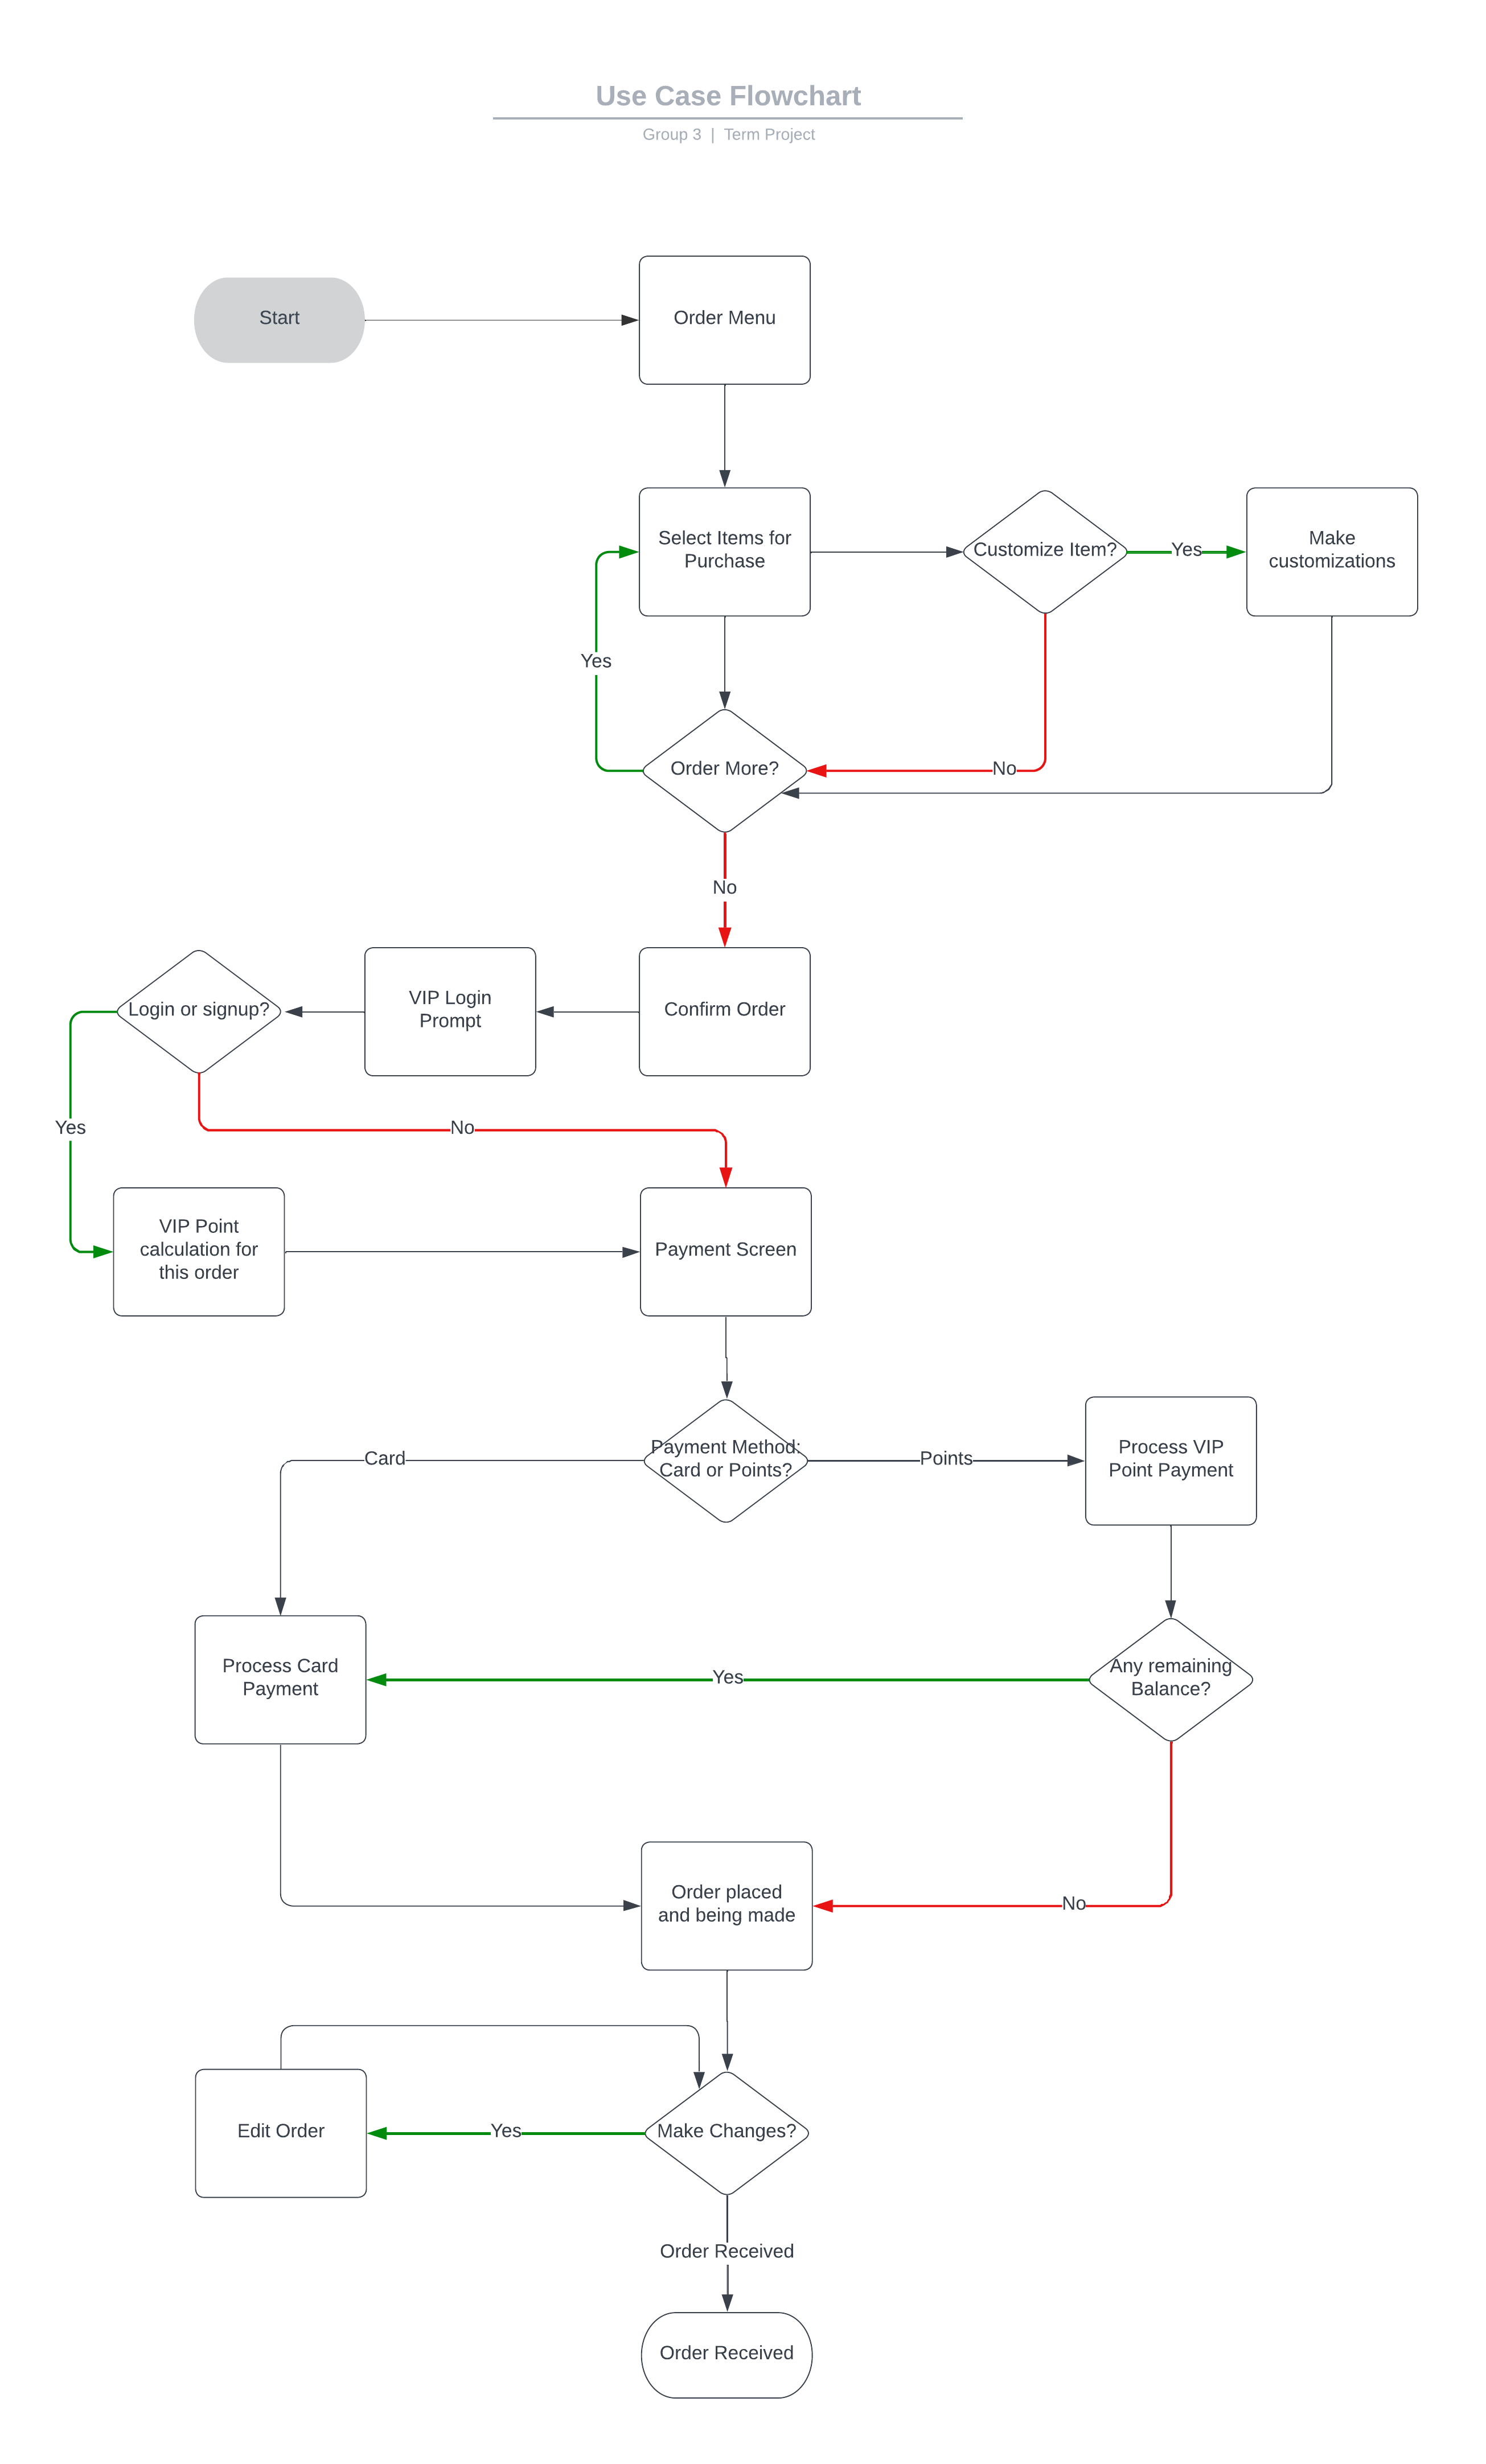 Use Case Flowchart
Group 3 | Term Project
Start
Order Menu
Select Items for
Purchase
Customize Item?
Yes
Make
customizations
Yes
Order More?
No
No
Login or signup?
VIP Login
Prompt
Confirm Order
Yes
No
VIP Point
calculation for
this order
Payment Screen
Card
Payment Method:
Card or Points?
Points
Process VIP
Point Payment
Process Card
Payment
Yes
Any remaining
Balance?
Order placed
and being made
No
Edit Order
Yes
Make Changes?
Order Received
Order Received